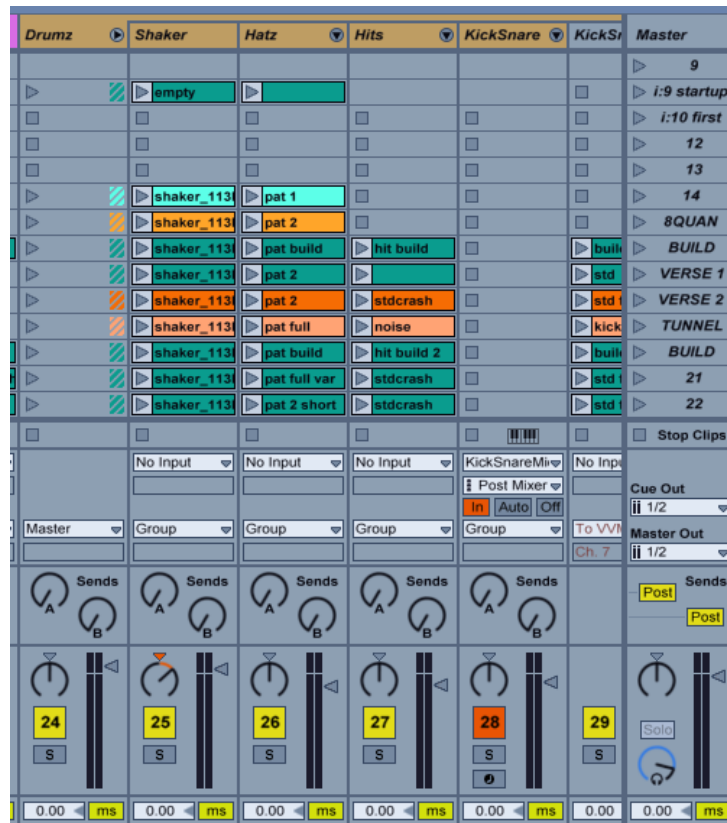 Drumz Shaker Hatz Hits KickSnare KickSn Master
9
empty i:9 startup
i:10 first
12
13
shaker_113 pat 1 14
shaker_113 pat 2 8QUAN
shaker_113 pat build hit build buil BUILD
shaker_113 pat 2 std VERSE 1
shaker_113 pat 2 stdcrash std VERSE 2
shaker_113 pat full noise kick TUNNEL
shaker_113 pat build hit build 2 buil BUILD
shaker_113 pat full var stdcrash std 21
shaker_113 pat 2 short stdcrash std 22
Stop Clips
No Input No Input No Input KickSnareMi No Inpu
Post Mixer Cue Out
In Auto Off ii 1/2
Master Group Group Group Group To VVM Master Out
Ch. 7 ii 1/2
Sends Sends Sends Sends Sends Sends
A A A A A Post
B B B B B Post
24 25 26 27 28 29
S S S S S S Solo
0.00 ms 0.00 ms 0.00 ms 0.00 ms 0.00 ms 0.00 0.00 ms